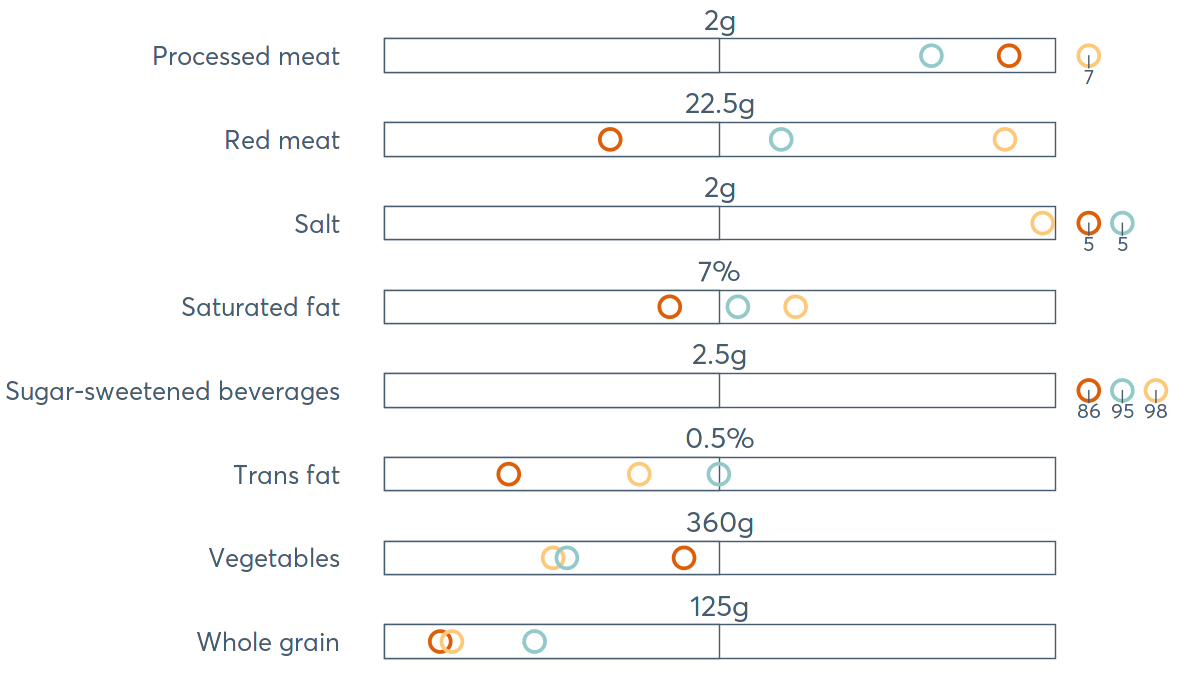 2g
Processed meat
7
22.5g
Red meat
2g
Salt
5 5
7%
Saturated fat
2.5g
Sugar-sweetened beverages
86 95 98
0.5%
Trans fat
360g
Vegetables
125g
Whole grain